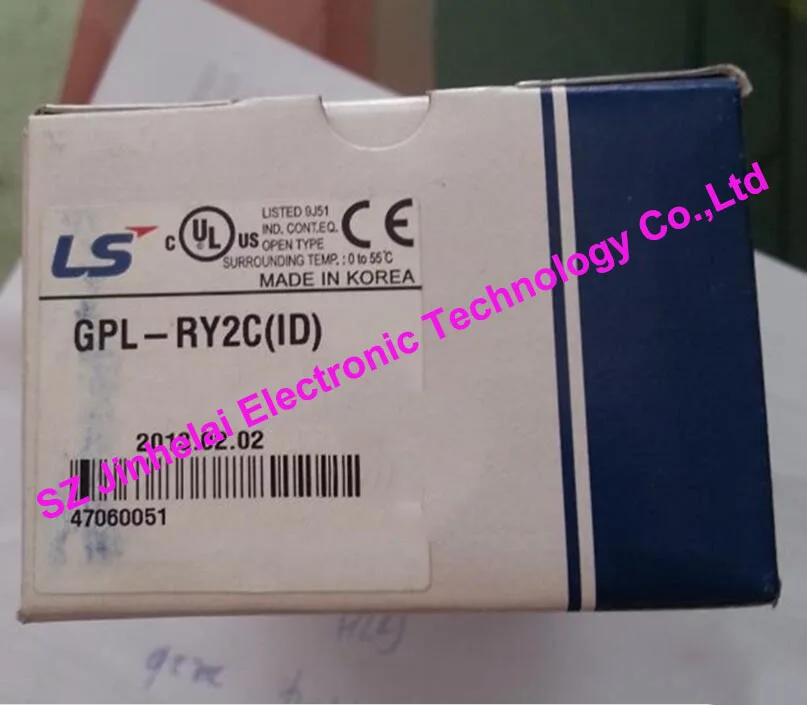 LS
C UL US
LISTED 9J51
IND. CONT.EQ.
OPEN TYPE
SURROUNDING TEMP. : 0 to 55℃
CE
MADE IN KOREA
GPL-RY2C(ID)
02.02
47060051
SZ Jinhelai Electronic Technology Co.,Ltd